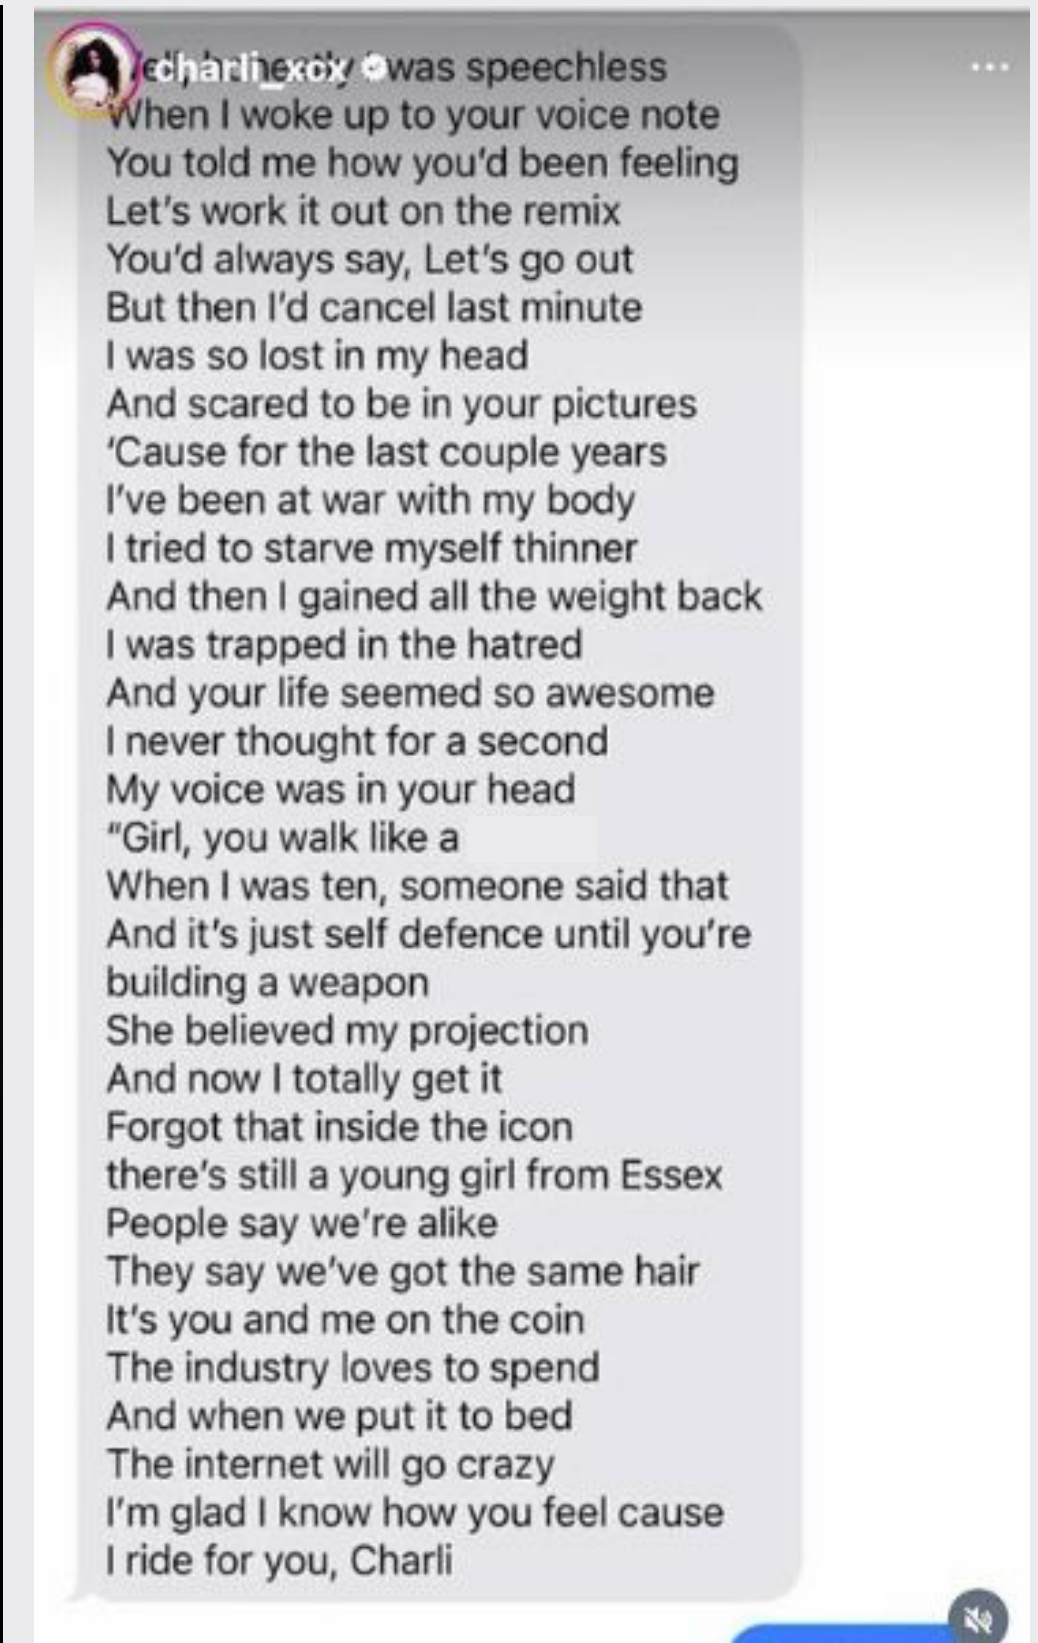 charli_xcx
was speechless
When I woke up to your voice note
You told me how you'd been feeling
Let's work it out on the remix
You'd always say, Let's go out
But then I'd cancel last minute
I was so lost in my head
And scared to be in your pictures
‘Cause for the last couple years
I've been at war with my body
I tried to starve myself thinner
And then I gained all the weight back
I was trapped in the hatred
And your life seemed so awesome
I never thought for a second
My voice was in your head
“Girl, you walk like a
When I was ten, someone said that
And it's just self defence until you're
building a weapon
She believed my projection
And now I totally get it
Forgot that inside the icon
there's still a young girl from Essex
People say we're alike
They say we've got the same hair
It's you and me on the coin
The industry loves to spend
And when we put it to bed
The internet will go crazy
I'm glad I know how you feel cause
I ride for you, Charli